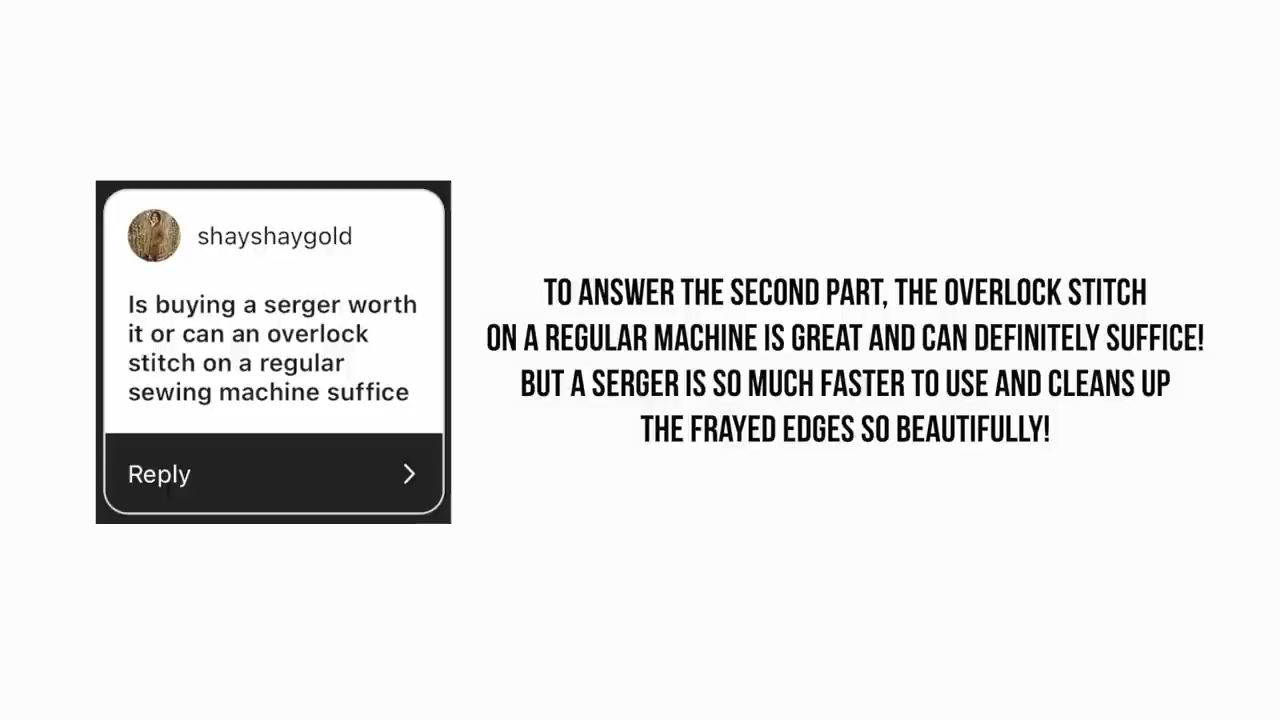 shayshaygold
Is buying a serger worth
it or can an overlock
stitch on a regular
sewing machine suffice
Reply
TO ANSWER THE SECOND PART, THE OVERLOCK STITCH
ON A REGULAR MACHINE IS GREAT AND CAN DEFINITELY SUFFICE!
BUT A SERGER IS SO MUCH FASTER TO USE AND CLEANS UP
THE FRAYED EDGES SO BEAUTIFULLY!